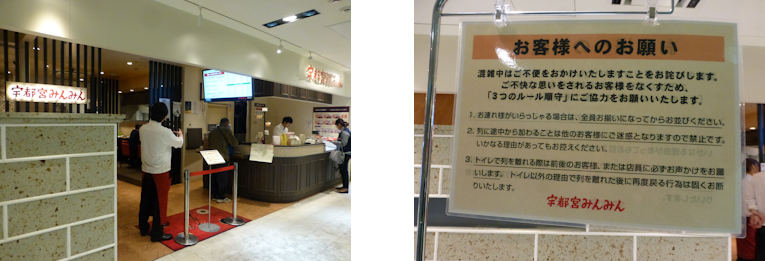 宇都宮みんみん
宇都宮みんみん
お客様へのお願い
混雑中はご不便をおかけいたしますことをお詫びします。
ご不快な思いをされるお客様をなくすため、
「3つのルール順守」にご協力をお願いいたします。
1. お連れ様がいらっしゃる場合は、全員お揃いになってからお並びください。
2. 列に途中から加わることは他のお客様にご迷惑となりますので禁止です。
いかなる理由があってもお控えください。
3. トイレで列を離れる際は前後のお客様、または店員に必ずお声かけをお願
いします。トイレ以外の理由で列を離れた後に再度戻る行為は固くお断
りいたします。
宇都宮みんみん